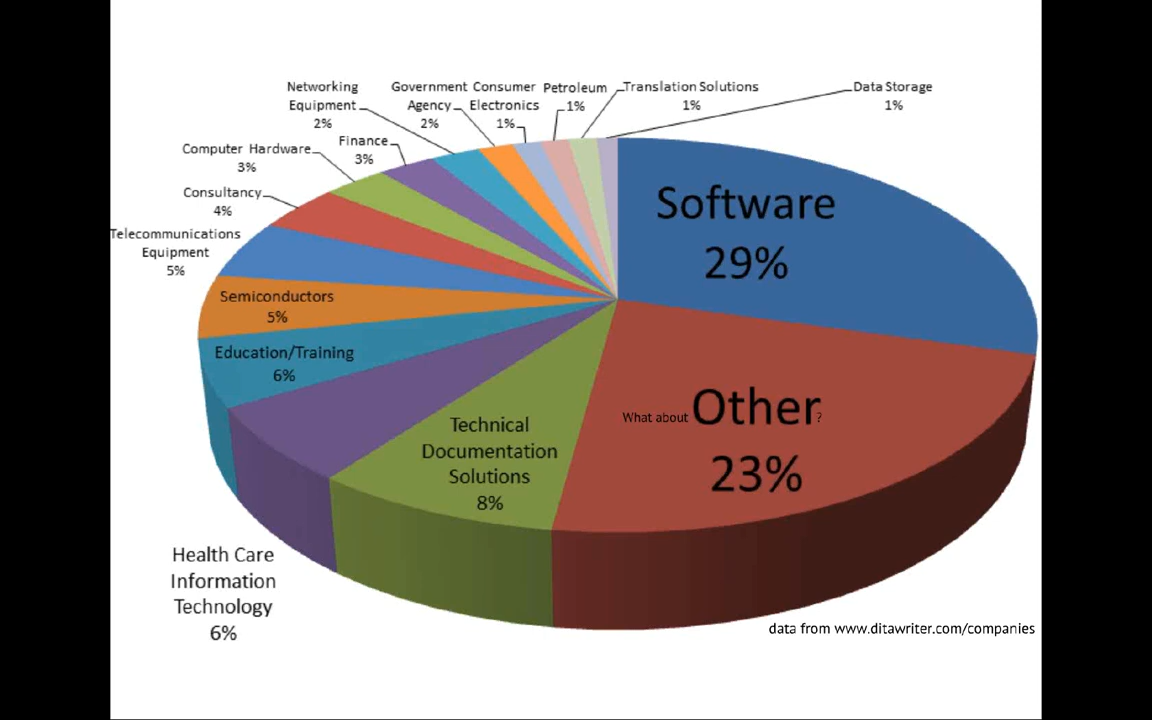 Networking
Equipment
2%
Government
Agency
2%
Consumer
Electronics
1%
Petroleum
1%
Translation Solutions
1%
Data Storage
1%
Finance
3%
Computer Hardware
3%
Consultancy
4%
Telecommunications
Equipment
5%
Semiconductors
5%
Education/Training
6%
Health Care
Information
Technology
6%
Technical
Documentation
Solutions
8%
What about Other?
23%
Software
29%
data from www.ditawriter.com/companies